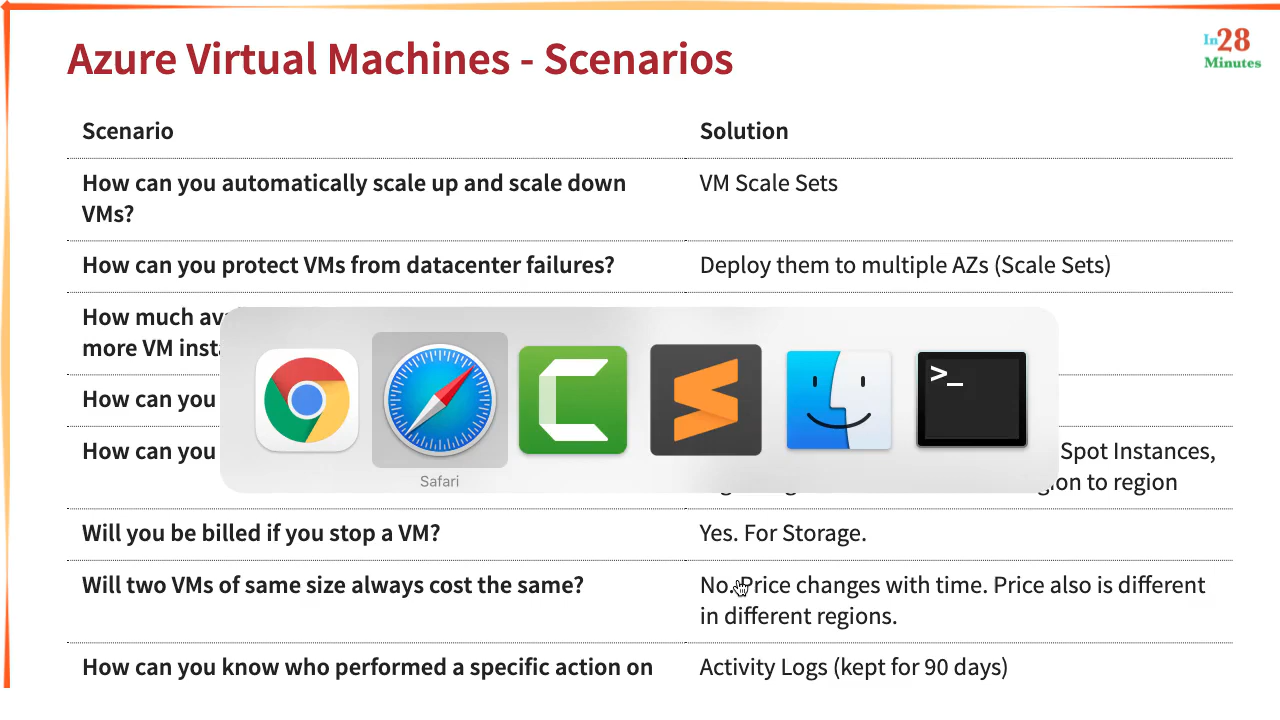 Azure Virtual Machines - Scenarios
In28
Minutes
Scenario
Solution
How can you automatically scale up and scale down
VMs?
VM Scale Sets
How can you protect VMs from datacenter failures?
Deploy them to multiple AZs (Scale Sets)
How much
more VM
How can you
How can you
Spot Instances,
to region
Safari
>_
Will you be billed if you stop a VM?
Yes. For Storage.
Will two VMs of same size always cost the same?
No. Price changes with time. Price also is different
in different regions.
How can you know who performed a specific action on
Activity Logs (kept for 90 days)